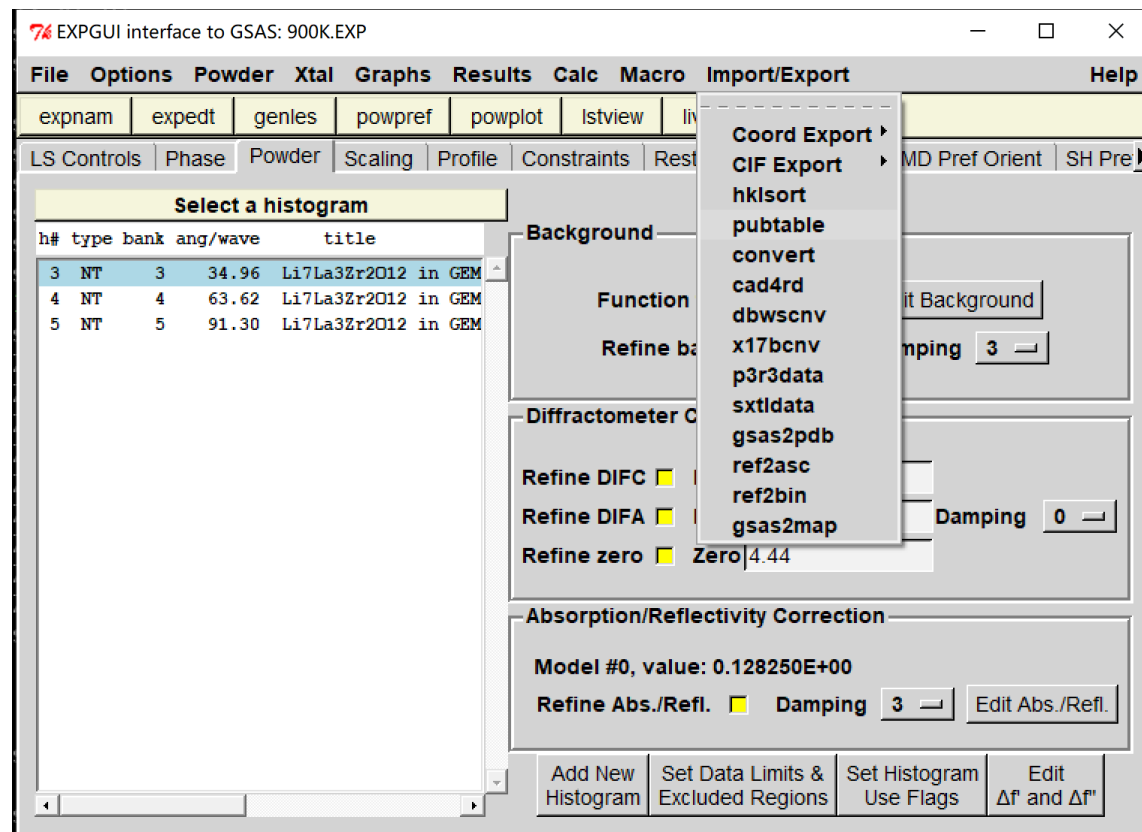 EXPGUI interface to GSAS: 900K.EXP
File Options Powder Xtal Graphs Results Calc Macro Import/Export Help
expnam expedt genles powpref powplot lstview liv
LS Controls Phase Powder Scaling Profile Constraints Rest MD Pref Orient SH Pre
Select a histogram
h# type bank ang/wave title
3 NT 3 34.96 Li7La3Zr2O12 in GEM
4 NT 4 63.62 Li7La3Zr2O12 in GEM
5 NT 5 91.30 Li7La3Zr2O12 in GEM
Coord Export
CIF Export
hklsort
pubtable
convert
cad4rd
dbwscnv
x17bcnv
p3r3data
sxtldata
gsas2pdb
ref2asc
ref2bin
gsas2map
Background
Function it Background
Refine ba mping 3
Diffractometer C
Refine DIFC
Refine DIFA Damping 0
Refine zero Zero 4.44
Absorption/Reflectivity Correction
Model #0, value: 0.128250E+00
Refine Abs./Refl. Damping 3 Edit Abs./Refl.
Add New Histogram
Set Data Limits & Excluded Regions
Set Histogram Use Flags
Edit Δf' and Δf"